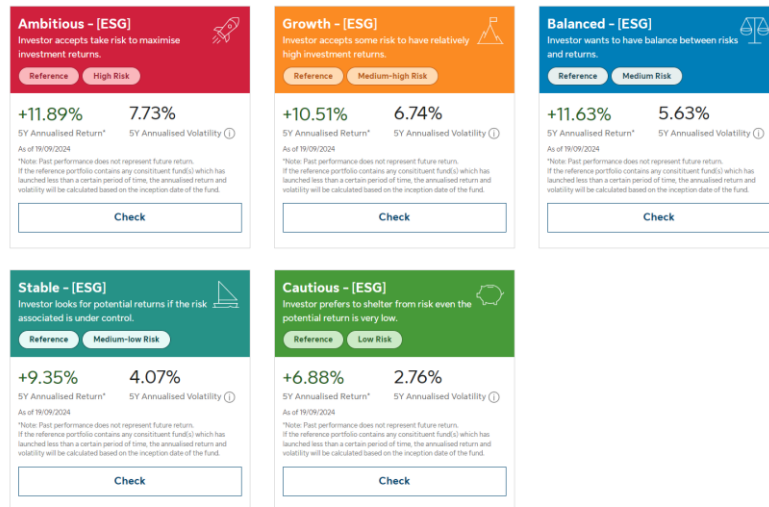 Ambitious - [ESG]
Investor accepts take risk to maximise
investment returns.
Reference
High Risk
+11.89%
7.73%
5Y Annualised Return*
5Y Annualised Volatility
As of 19/09/2024
*Note: Past performance does not represent future return.
If the reference portfolio contains any consitituent fund(s) which has
launched less than a certain period of time, the annualised return and
volatility will be calculated based on the inception date of the fund.
Check
Growth - [ESG]
Investor accepts some risk to have relatively
high investment returns.
Reference
Medium-high Risk
+10.51%
6.74%
5Y Annualised Return*
5Y Annualised Volatility
As of 19/09/2024
*Note: Past performance does not represent future return.
If the reference portfolio contains any consitituent fund(s) which has
launched less than a certain period of time, the annualised return and
volatility will be calculated based on the inception date of the fund.
Check
Balanced - [ESG]
Investor wants to have balance between risks
and returns.
Reference
Medium Risk
+11.63%
5.63%
5Y Annualised Return*
5Y Annualised Volatility
As of 19/09/2024
*Note: Past performance does not represent future return.
If the reference portfolio contains any consitituent fund(s) which has
launched less than a certain period of time, the annualised return and
volatility will be calculated based on the inception date of the fund.
Check
Stable - [ESG]
Investor looks for potential returns if the risk
associated is under control.
Reference
Medium-low Risk
+9.35%
4.07%
5Y Annualised Return*
5Y Annualised Volatility
As of 19/09/2024
*Note: Past performance does not represent future return.
If the reference portfolio contains any consitituent fund(s) which has
launched less than a certain period of time, the annualised return and
volatility will be calculated based on the inception date of the fund.
Check
Cautious - [ESG]
Investor prefers to shelter from risk even the
potential return is very low.
Reference
Low Risk
+6.88%
2.76%
5Y Annualised Return*
5Y Annualised Volatility
As of 19/09/2024
*Note: Past performance does not represent future return.
If the reference portfolio contains any consitituent fund(s) which has
launched less than a certain period of time, the annualised return and
volatility will be calculated based on the inception date of the fund.
Check